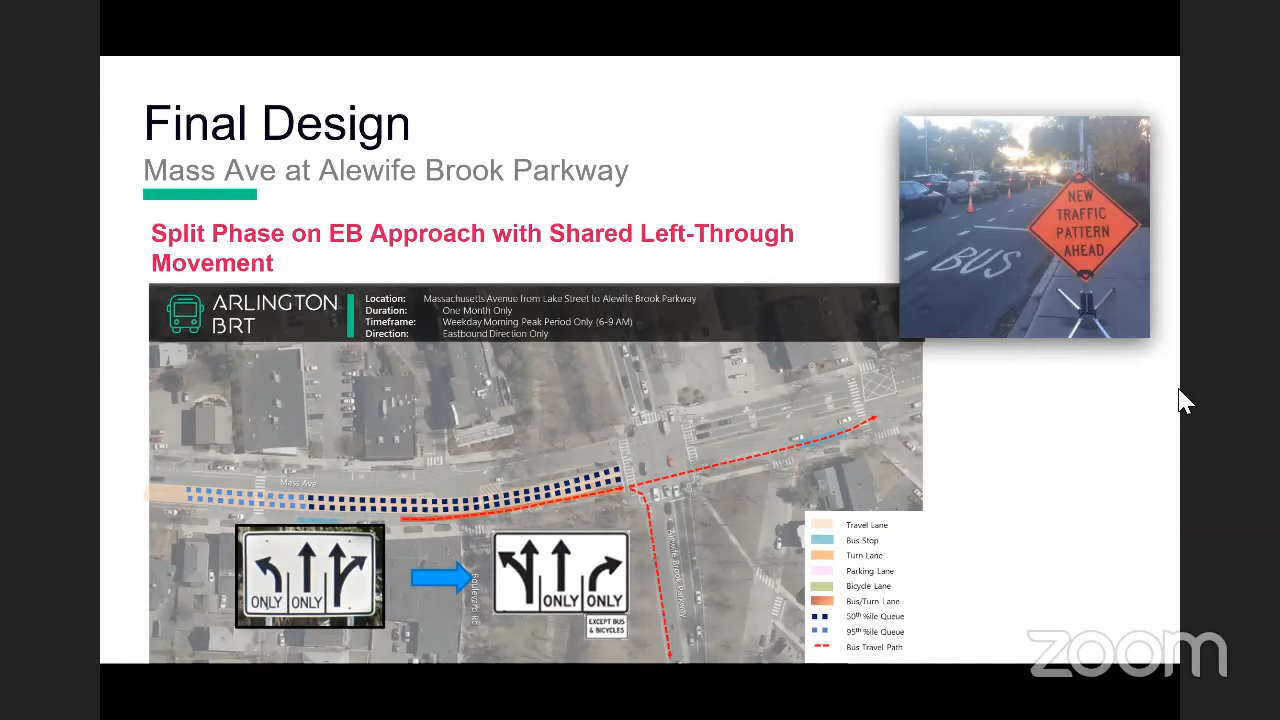 Final Design
Mass Ave at Alewife Brook Parkway
Split Phase on EB Approach with Shared Left-Through
Movement
NEW
TRAFFIC
PATTERN
AHEAD
BUS
ARLINGTON
BRT
Location: Massachusetts Avenue from Lake Street to Alewife Brook Parkway
Duration: One Month Only
Timeframe: Weekday Morning Peak Period Only (6-9 AM)
Direction: Eastbound Direction Only
Mass Ave
Boulevard Rd
Alewife Brook Parkway
ONLY ONLY
ONLY ONLY
EXCEPT BUS
& BICYCLES
Travel Lane
Bus Stop
Turn Lane
Parking Lane
Bicycle Lane
Bus/Turn Lane
50th %ile Queue
95th %ile Queue
Bus Travel Path
zoom